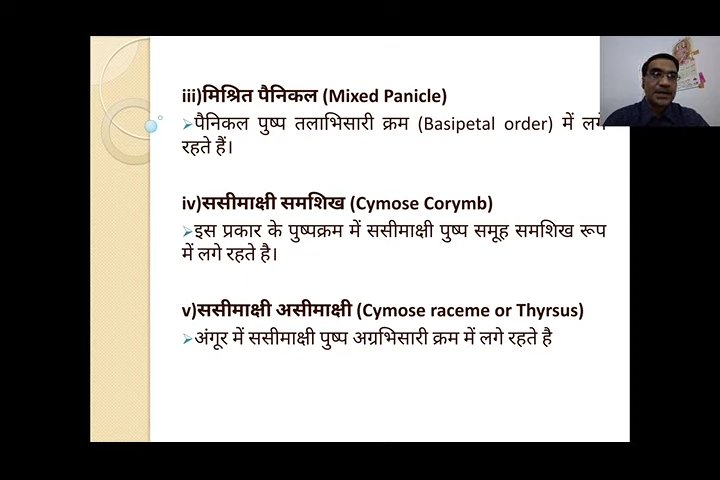 iii)मिश्रित पैनिकल (Mixed Panicle)
➢पैनिकल पुष्प तलाभिसारी क्रम (Basipetal order) में लगे
रहते हैं।
iv)ससीमाक्षी समशिख (Cymose Corymb)
➢इस प्रकार के पुष्पक्रम में ससीमाक्षी पुष्प समूह समशिख रूप
में लगे रहते है।
v)ससीमाक्षी असीमाक्षी (Cymose raceme or Thyrsus)
➢अंगूर में ससीमाक्षी पुष्प अग्रभिसारी क्रम में लगे रहते है